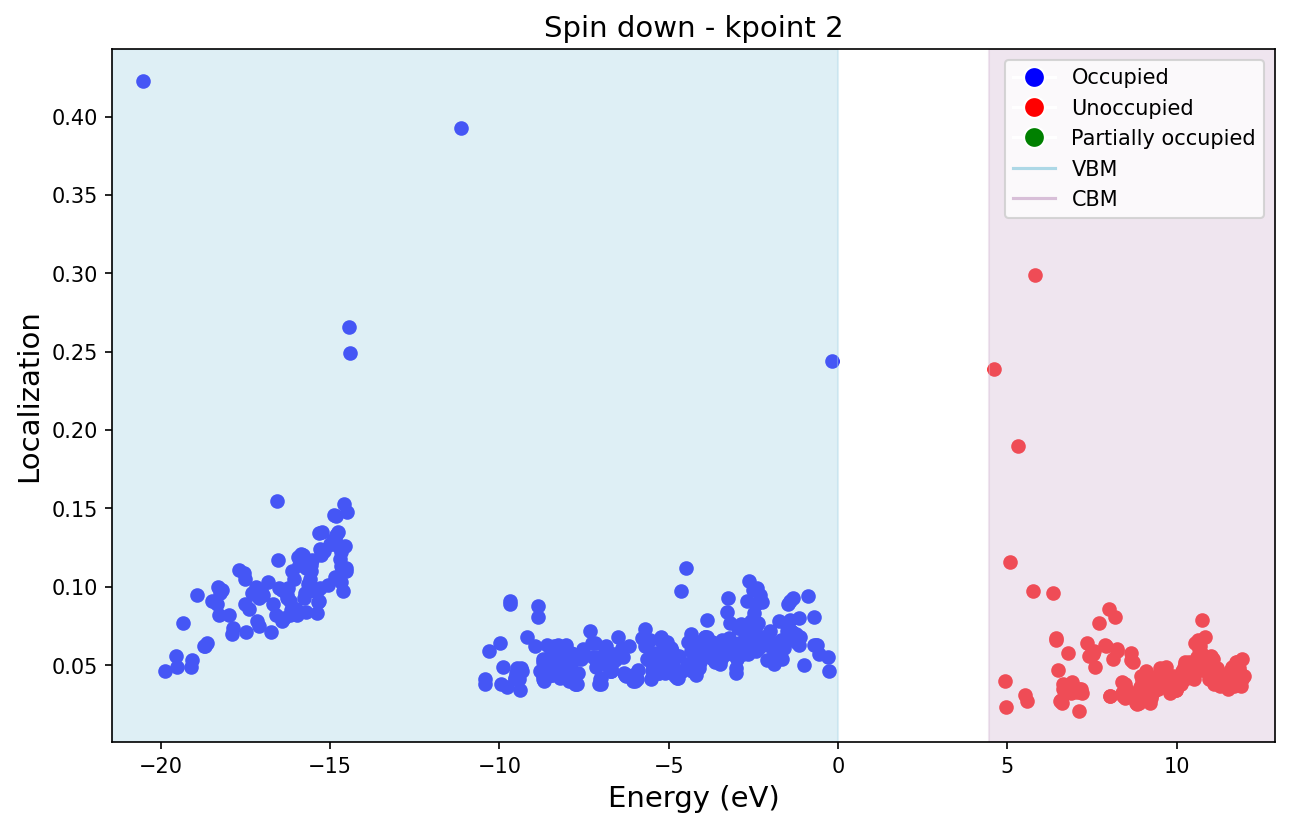 Spin down - kpoint 2
Localization
0.40
0.35
0.30
0.25
0.20
0.15
0.10
0.05
Occupied
Unoccupied
Partially occupied
VBM
CBM
−20 −15 −10 −5 0 5 10
Energy (eV)